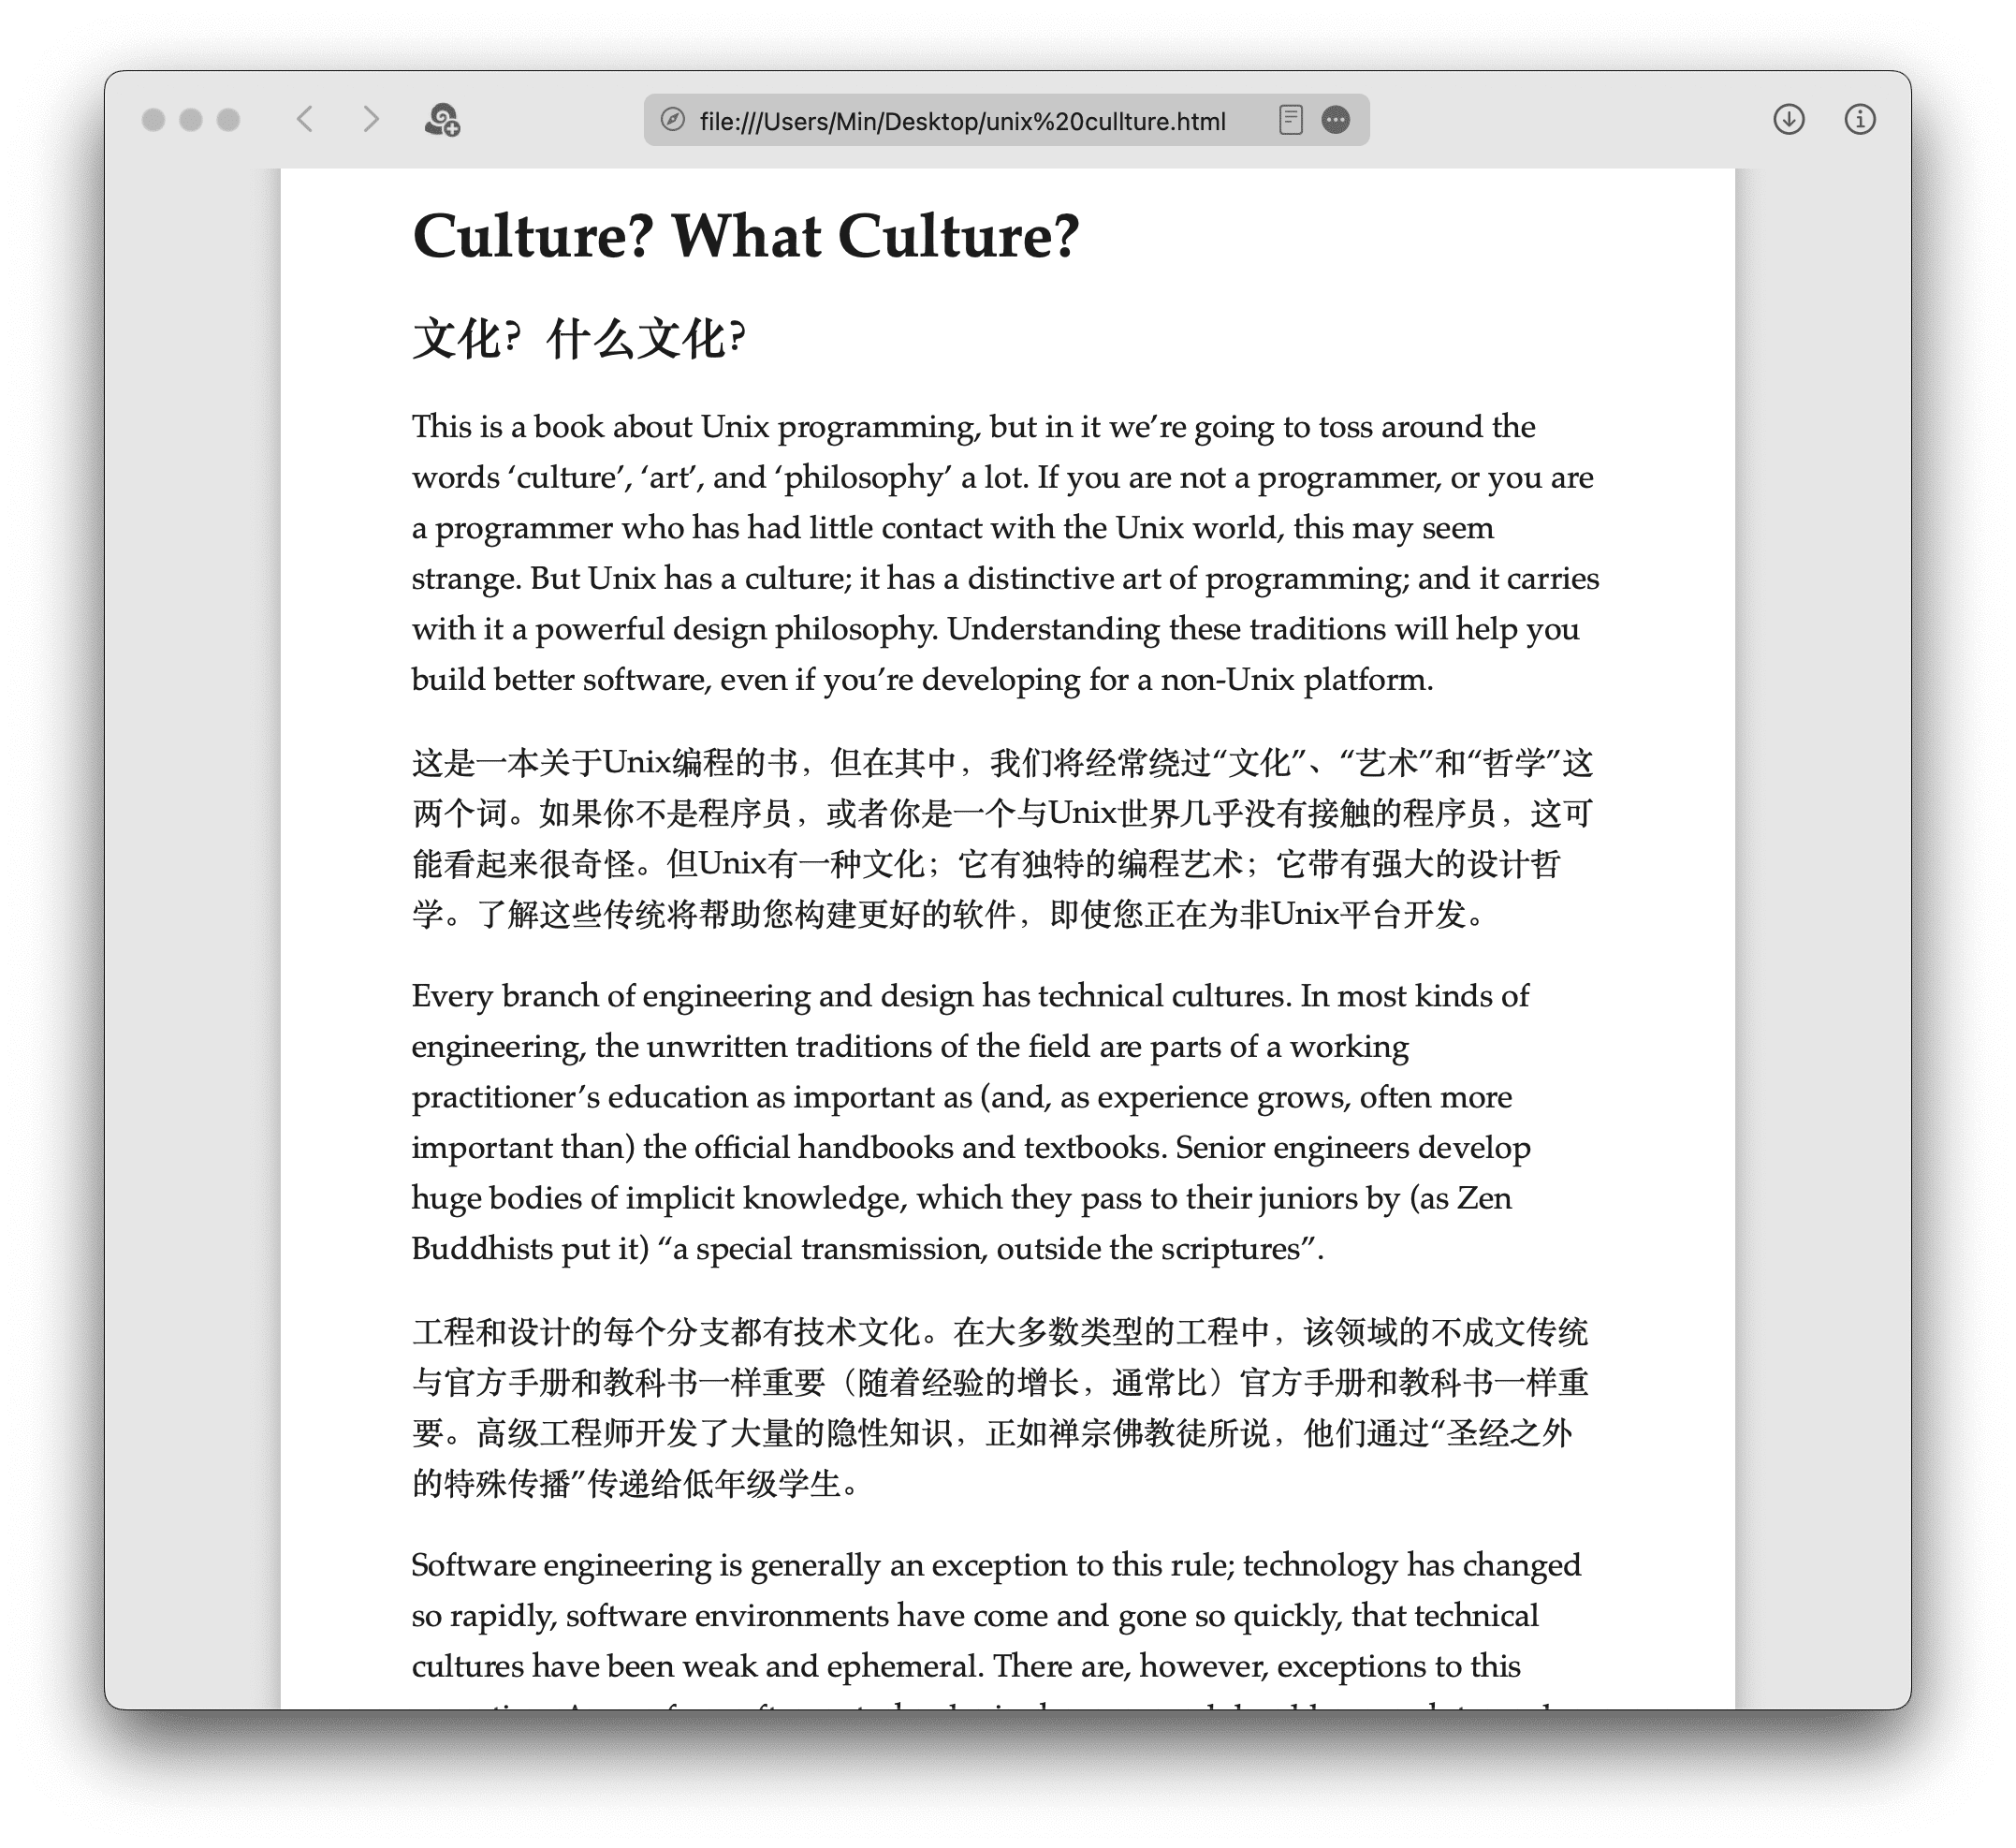 file:///Users/Min/Desktop/unix%20cullture.html
Culture? What Culture?
文化？什么文化？
This is a book about Unix programming, but in it we’re going to toss around the
words ‘culture’, ‘art’, and ‘philosophy’ a lot. If you are not a programmer, or you are
a programmer who has had little contact with the Unix world, this may seem
strange. But Unix has a culture; it has a distinctive art of programming; and it carries
with it a powerful design philosophy. Understanding these traditions will help you
build better software, even if you’re developing for a non-Unix platform.
这是一本关于Unix编程的书，但在其中，我们将经常绕过“文化”、“艺术”和“哲学”这
两个词。如果你不是程序员，或者你是一个与Unix世界几乎没有接触的程序员，这可
能看起来很奇怪。但Unix有一种文化；它有独特的编程艺术；它带有强大的设计哲
学。了解这些传统将帮助您构建更好的软件，即使您正在为非Unix平台开发。
Every branch of engineering and design has technical cultures. In most kinds of
engineering, the unwritten traditions of the field are parts of a working
practitioner’s education as important as (and, as experience grows, often more
important than) the official handbooks and textbooks. Senior engineers develop
huge bodies of implicit knowledge, which they pass to their juniors by (as Zen
Buddhists put it) “a special transmission, outside the scriptures”.
工程和设计的每个分支都有技术文化。在大多数类型的工程中，该领域的不成文传统
与官方手册和教科书一样重要（随着经验的增长，通常比）官方手册和教科书一样重
要。高级工程师开发了大量的隐性知识，正如禅宗佛教徒所说，他们通过“圣经之外
的特殊传播”传递给低年级学生。
Software engineering is generally an exception to this rule; technology has changed
so rapidly, software environments have come and gone so quickly, that technical
cultures have been weak and ephemeral. There are, however, exceptions to this